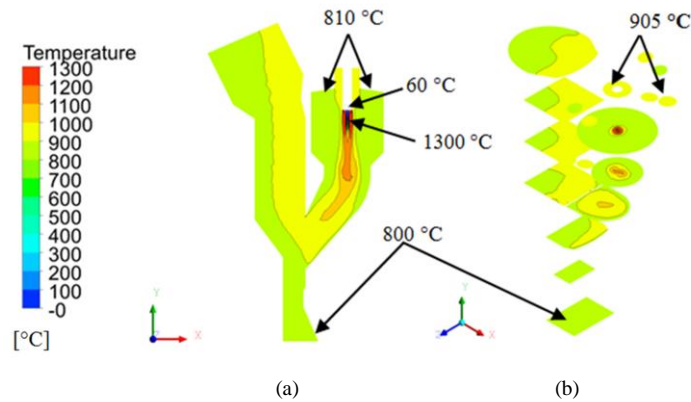 810 °C
905 °C
Temperature
1300
1200
1100
1000
900
800
700
600
500
400
300
200
100
-0
[°C]
60 °C
1300 °C
800 °C
Y
Z
X
Y
Z
X
(a)
(b)